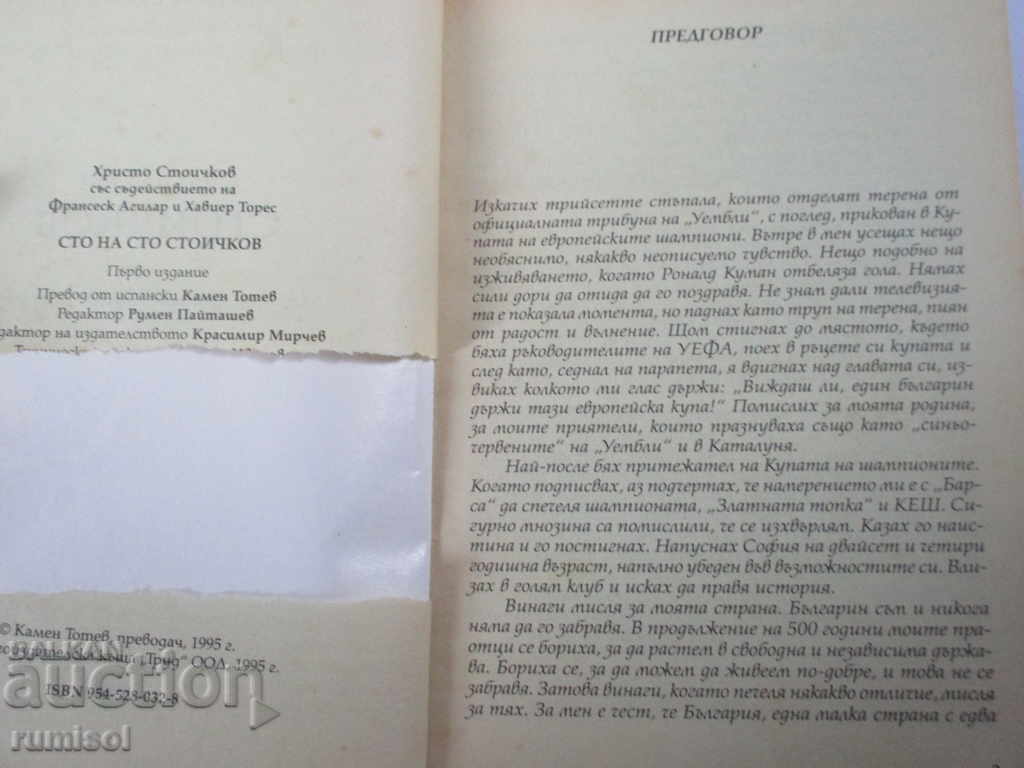 Христо Стоичков
със съдействието на
Франсеск Агилар и Хавиер Торес
СТО НА СТО СТОИЧКОВ
Първо издание
Превод от испански Камен Тотев
Редактор Румен Пайташев
дактор на издателството Красимир Мирчев
© Камен Тотев, преводач, 1995 г.
"Труд" ООД, 1995 г.
ISBN 954-528-032-8
ПРЕДГОВОР
Изкачих трийсетте стъпала, които отделят терена от
официалната трибуна на „Уембли", с поглед, прикован в Ку-
пата на европейските шампиони. Вътре в мен усещах нещо
необяснимо, някакво неописуемо чувство. Нещо подобно на
изживяването, когато Роналд Куман отбеляза гола. Нямах
сили дори да отида да го поздравя. Не знам дали телевизия-
та е показала момента, но паднах като труп на терена, пиян
от радост и вълнение. Щом стигнах до мястото, където
бяха ръководителите на УЕФА, поех в ръцете си купата и
след като, седнал на парапета, я вдигнах над главата си, из-
виках колкото ми глас държи: „Виждаш ли, един българин
държи тази европейска купа!" Помислих за моята родина,
за моите приятели, които празнуваха също като „синьо-
червените" на „Уембли" и в Каталуня.
Най-после бях притежател на Купата на шампионите.
Когато подписвах, аз подчертах, че намерението ми е с „Бар-
са" да спечеля шампионата, „Златната топка" и КЕШ. Си-
гурно мнозина са помислили, че се изхвърлям. Казах го наис-
тина и го постигнах. Напуснах София на двайсет и четири
годишна възраст, напълно убеден във възможностите си. Вли-
зах в голям клуб и исках да правя история.
Винаги мисля за моята страна. Българин съм и никога
няма да го забравя. В продължение на 500 години моите пра-
отци се бориха, за да растем в свободна и независима държа-
ва. Бориха се, за да можем да живеем по-добре, и това не се
забравя. Затова винаги, когато печеля някакво отличие, мисля
за тях. За мен е чест, че България, една малка страна с едва
BALKAN
auction
rumisol